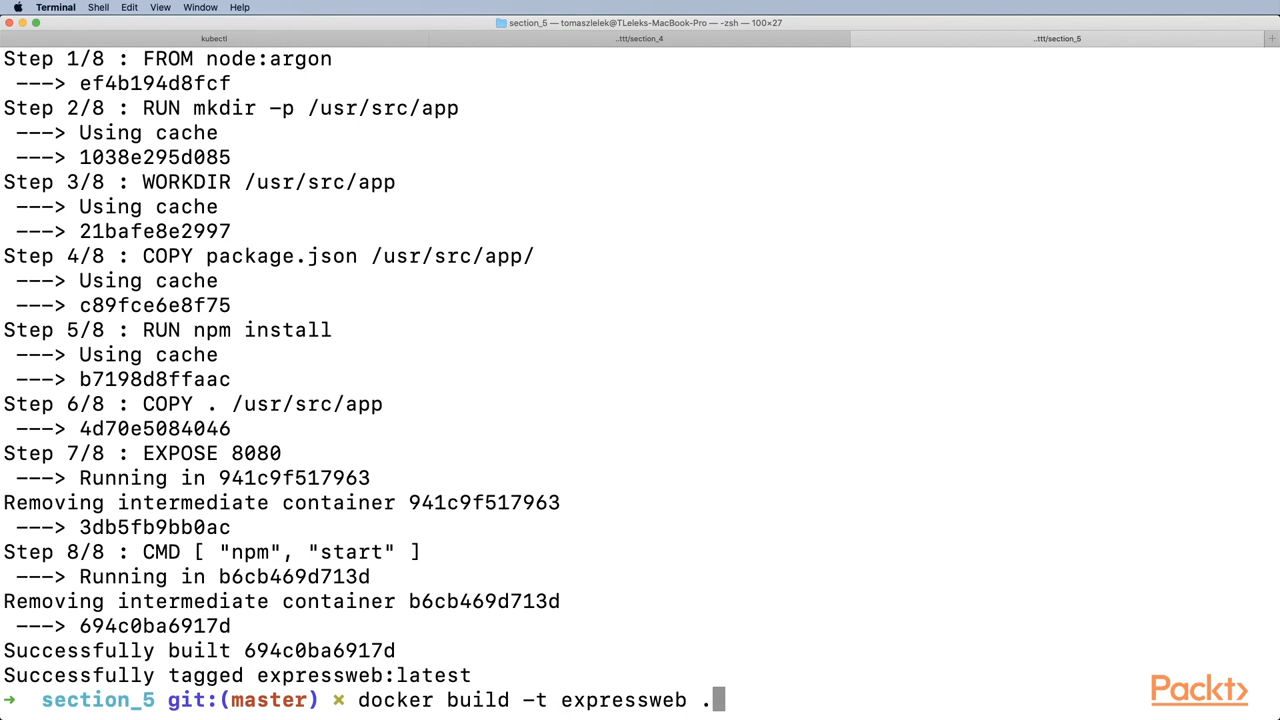 Terminal Shell Edit View Window Help
section_5 — tomaszlelek@TLeleks-MacBook-Pro — -zsh — 100×27
kubectl ..ttt/section_4 ..ttt/section_5
Step 1/8 : FROM node:argon
---> ef4b194d8fcf
Step 2/8 : RUN mkdir -p /usr/src/app
---> Using cache
---> 1038e295d085
Step 3/8 : WORKDIR /usr/src/app
---> Using cache
---> 21bafe8e2997
Step 4/8 : COPY package.json /usr/src/app/
---> Using cache
---> c89fce6e8f75
Step 5/8 : RUN npm install
---> Using cache
---> b7198d8ffaac
Step 6/8 : COPY . /usr/src/app
---> 4d70e5084046
Step 7/8 : EXPOSE 8080
---> Running in 941c9f517963
Removing intermediate container 941c9f517963
---> 3db5fb9bb0ac
Step 8/8 : CMD [ "npm", "start" ]
---> Running in b6cb469d713d
Removing intermediate container b6cb469d713d
---> 694c0ba6917d
Successfully built 694c0ba6917d
Successfully tagged expressweb:latest
→ section_5 git:(master) ✗ docker build -t expressweb .
Packt>